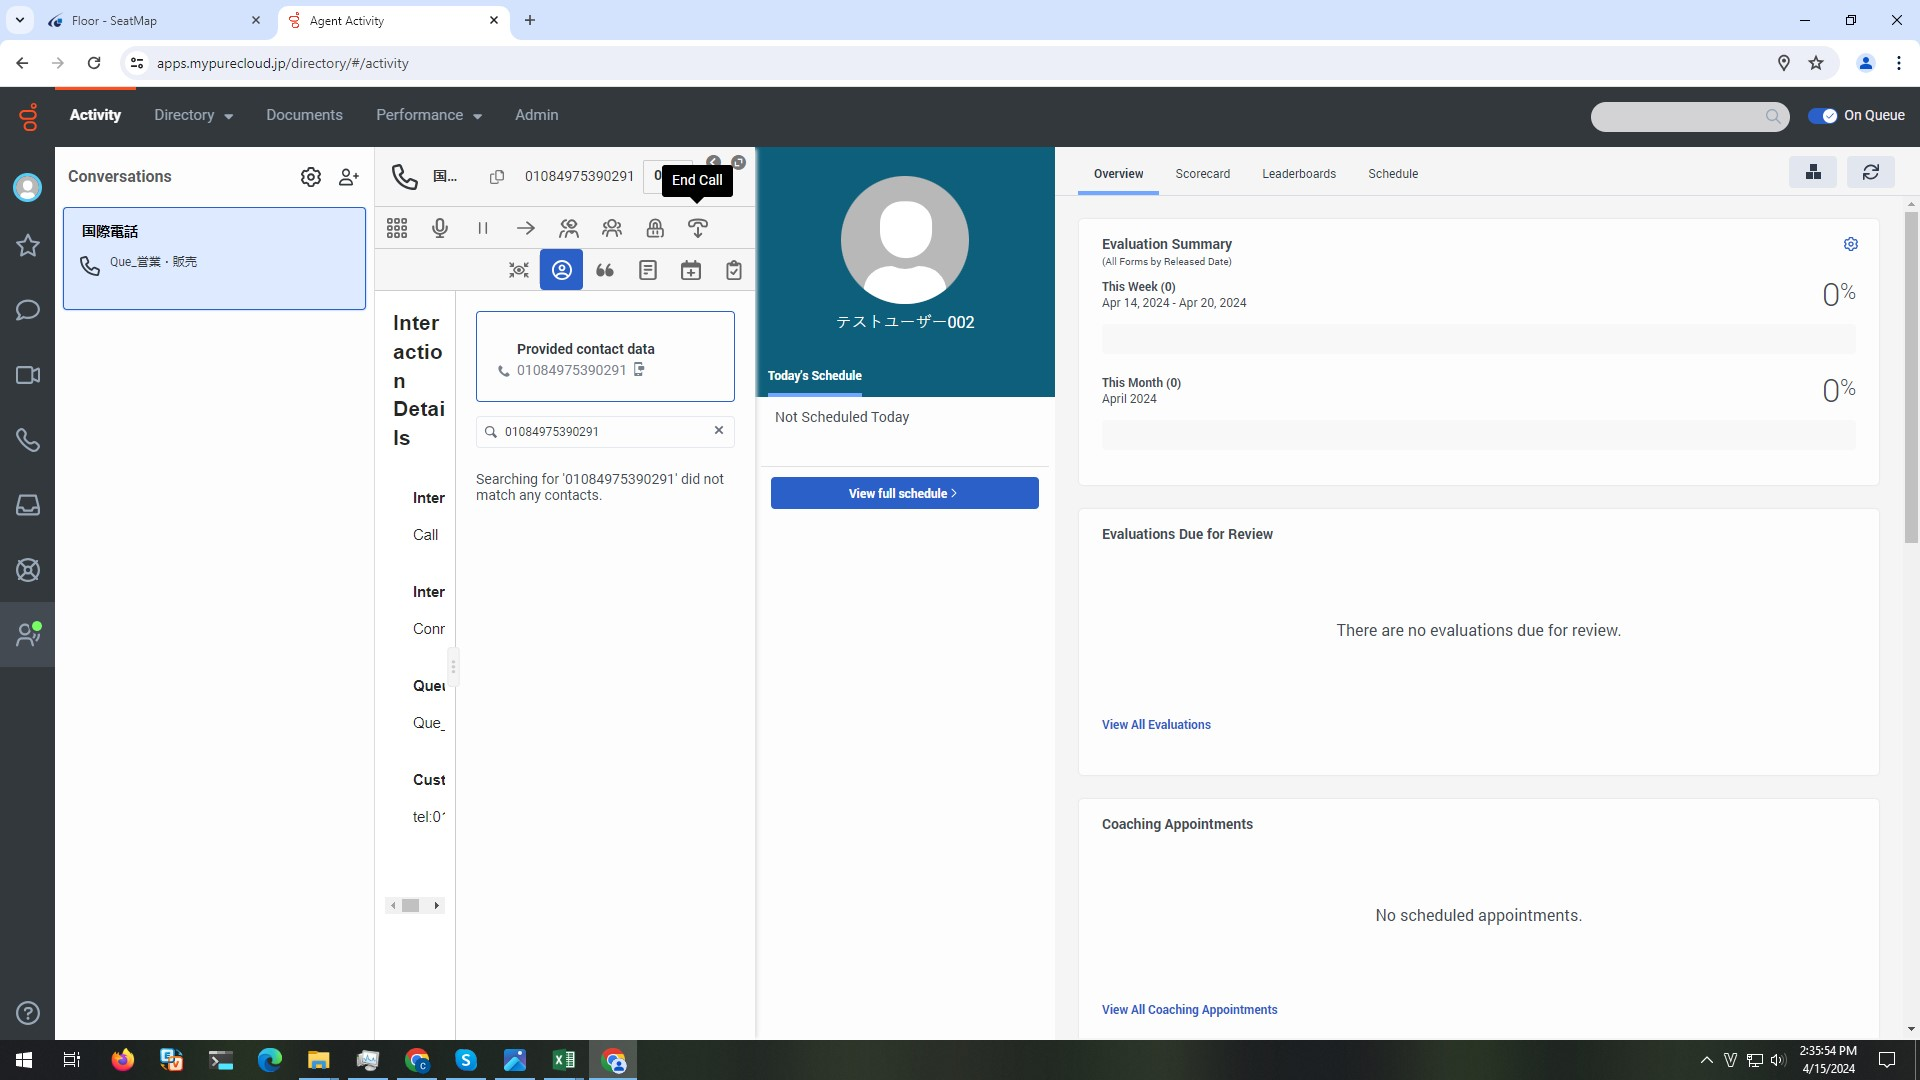 Floor - SeatMap
Agent Activity
apps.mypurecloud.jp/directory/#/activity
Activity
Directory
Documents
Performance
Admin
On Queue
Conversations
国際電話
Que_営業・販売
国...
01084975390291
0
End Call
Inter
actio
n
Detai
ls
Inter
Call
Inter
Conr
Queu
Que_
Cust
tel:01
Provided contact data
01084975390291
01084975390291
Searching for '01084975390291' did not
match any contacts.
テストユーザー002
Today's Schedule
Not Scheduled Today
View full schedule
Overview
Scorecard
Leaderboards
Schedule
Evaluation Summary
(All Forms by Released Date)
This Week (0)
Apr 14, 2024 - Apr 20, 2024
0%
This Month (0)
April 2024
0%
Evaluations Due for Review
There are no evaluations due for review.
View All Evaluations
Coaching Appointments
No scheduled appointments.
View All Coaching Appointments
2:35:54 PM
4/15/2024